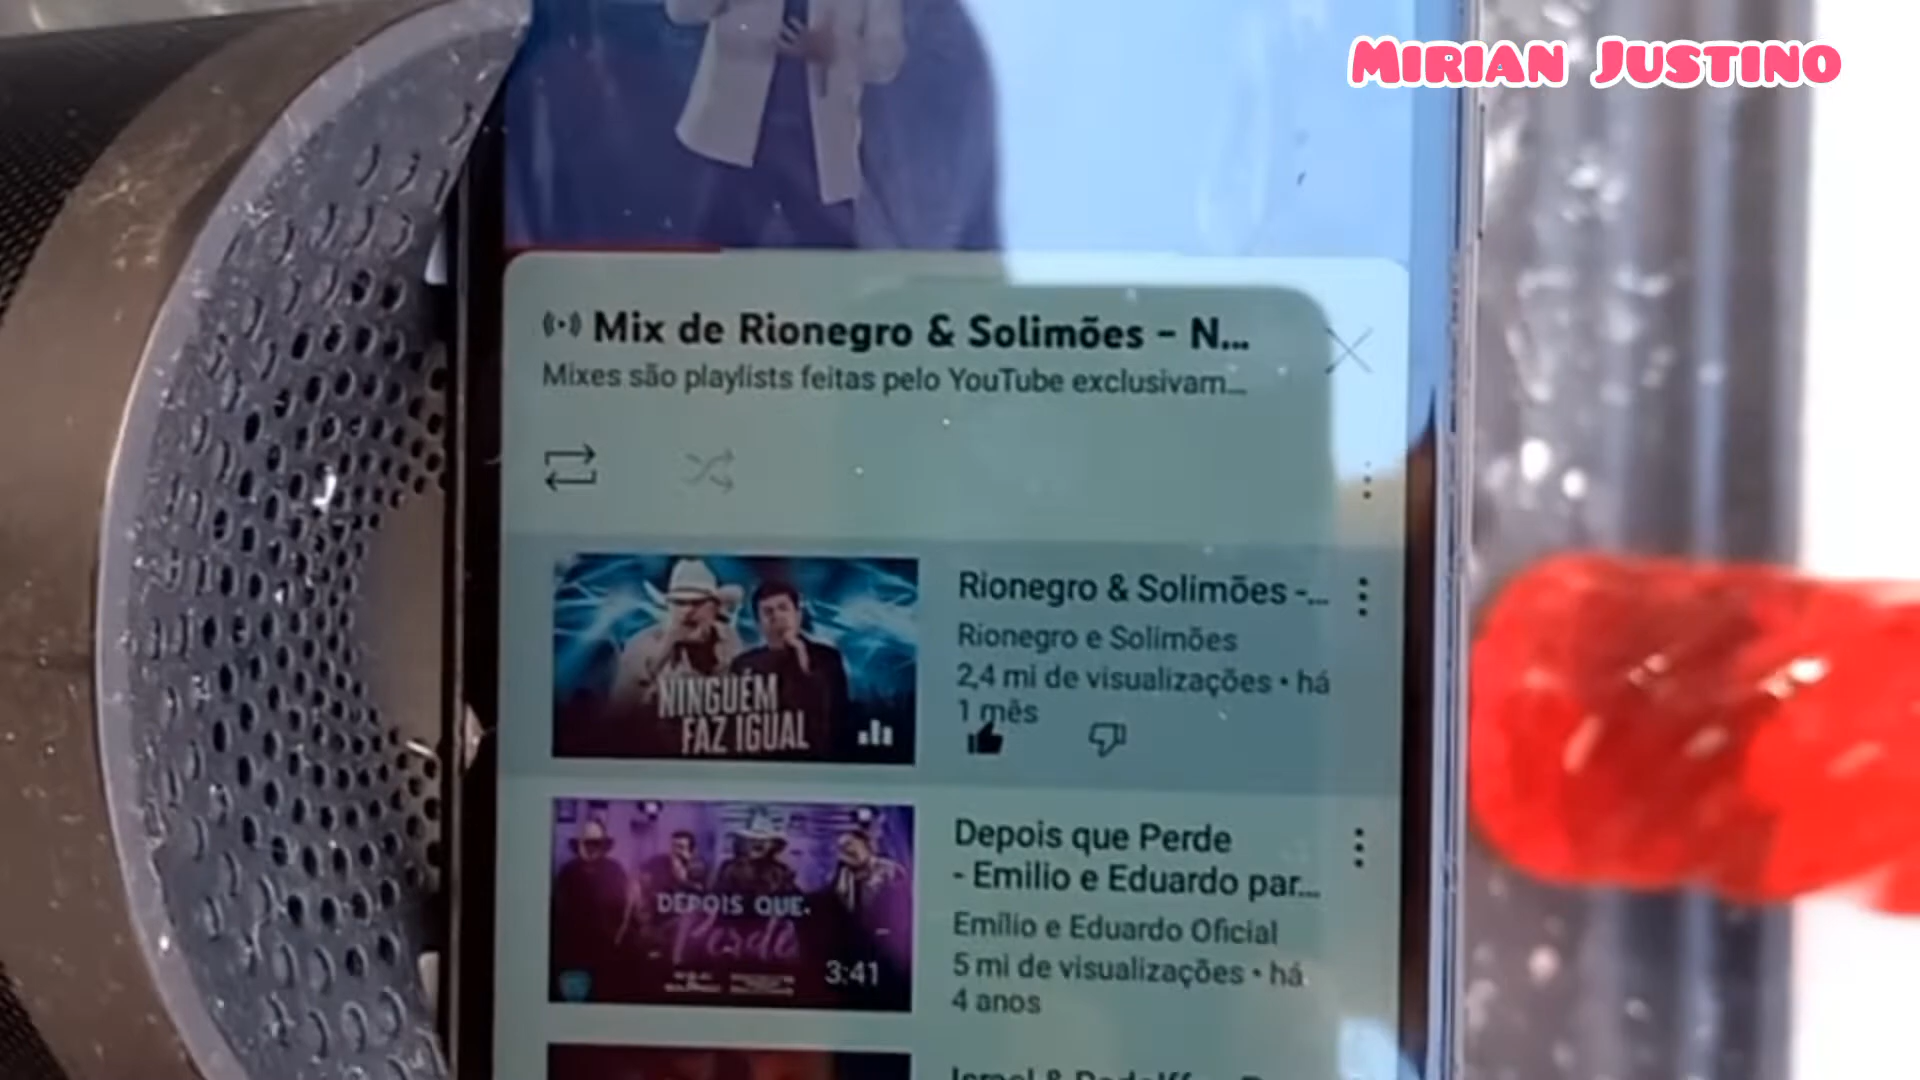 Mirian Justino
Mix de Rionegro & Solimões - N...
Mixes são playlists feitas pelo YouTube exclusivam...
NINGUÉM
FAZ IGUAL
Rionegro & Solimões -...
Rionegro e Solimões
2,4 mi de visualizações • há
1 mês
DEPOIS QUE
Perde
3:41
Depois que Perde
- Emilio e Eduardo par...
Emílio e Eduardo Oficial
5 mi de visualizações • há
4 anos